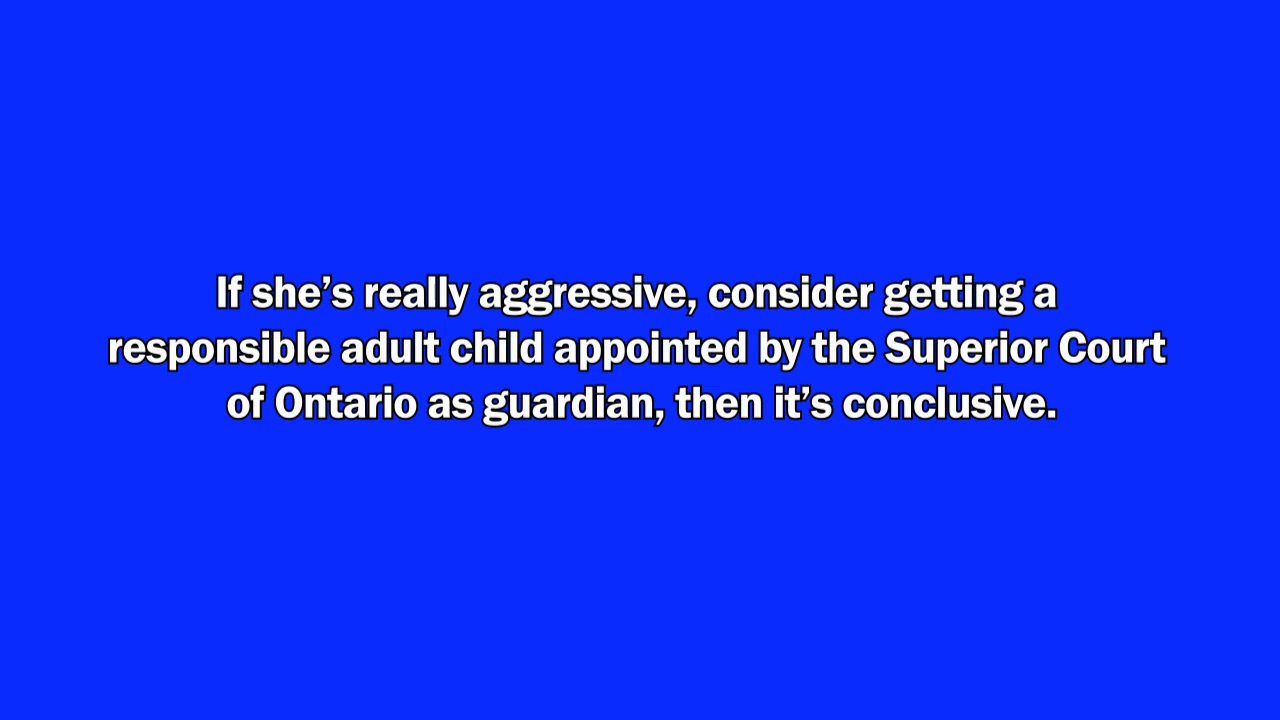 If she’s really aggressive, consider getting a
responsible adult child appointed by the Superior Court
of Ontario as guardian, then it’s conclusive.